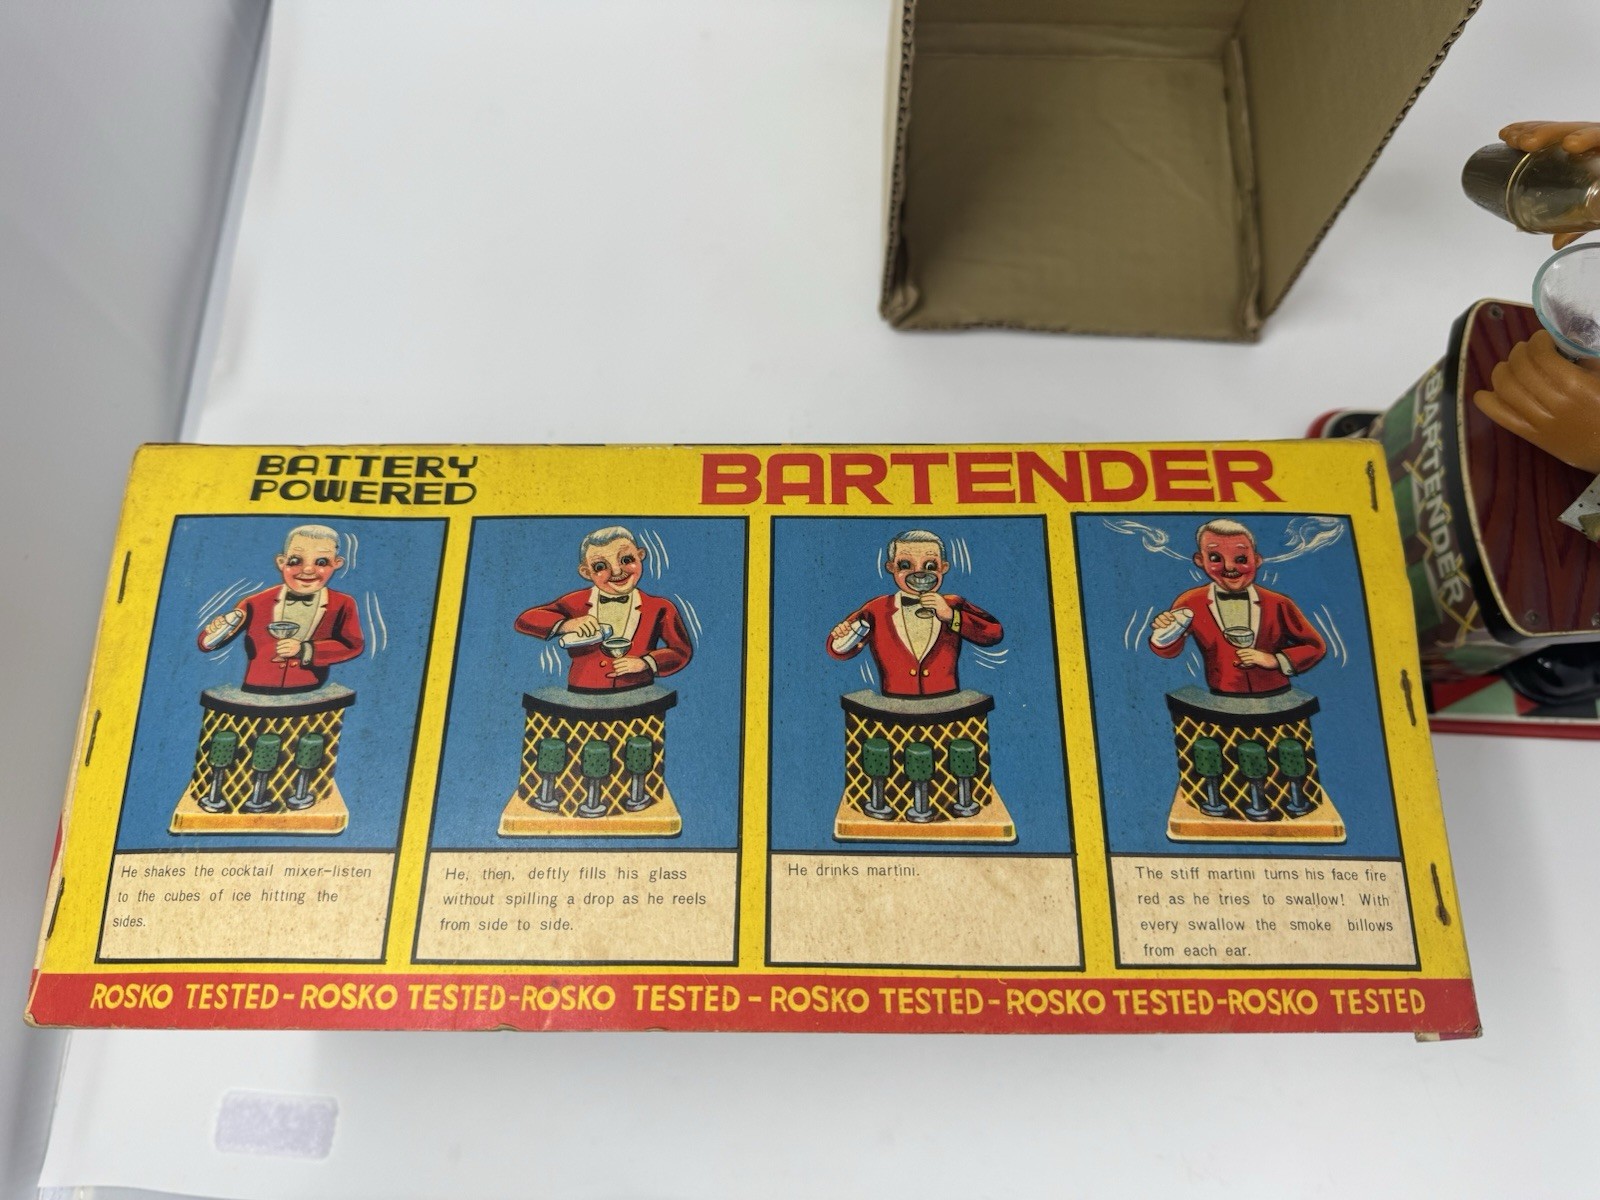 BATTERY
POWERED
BARTENDER
He shakes the cocktail mixer-listen
to the cubes of ice hitting the
sides.
He, then, deftly fills his glass
without spilling a drop as he reels
from side to side.
He drinks martini.
The stiff martini turns his face fire
red as he tries to swallow! With
every swallow the smoke billows
from each ear.
ROSKO TESTED-ROSKO TESTED-ROSKO TESTED-ROSKO TESTED-ROSKO TESTED-ROSKO TESTED
BARTENDER